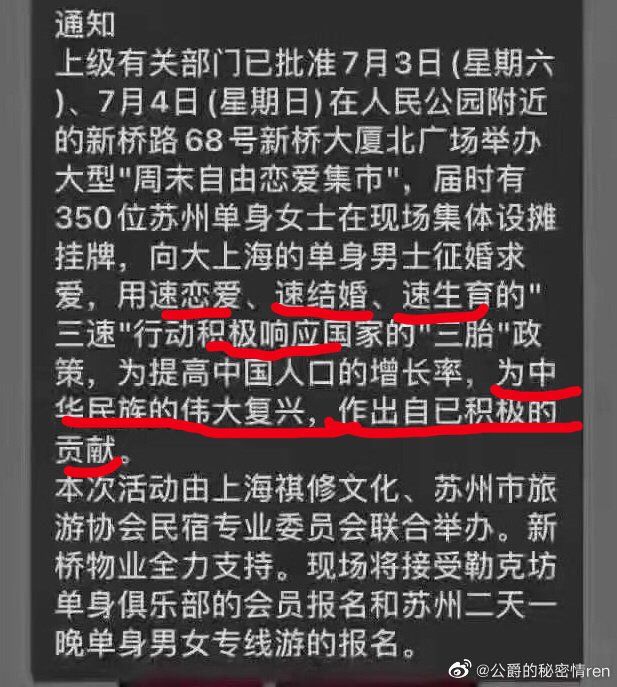 通知
上级有关部门已批准7月3日(星期六
)、7月4日(星期日)在人民公园附近
的新桥路68号新桥大厦北广场举办
大型"周末自由恋爱集市"，届时有
350位苏州单身女士在现场集体设摊
挂牌，向大上海的单身男士征婚求
爱，用速恋爱、速结婚、速生育的"
三速"行动积极响应国家的"三胎"政
策，为提高中国人口的增长率，为中
华民族的伟大复兴，作出自已积极的
贡献。
本次活动由上海祺修文化、苏州市旅
游协会民宿专业委员会联合举办。新
桥物业全力支持。现场将接受勒克坊
单身俱乐部的会员报名和苏州二天一
晚单身男女专线游的报名。
@公爵的秘密情ren